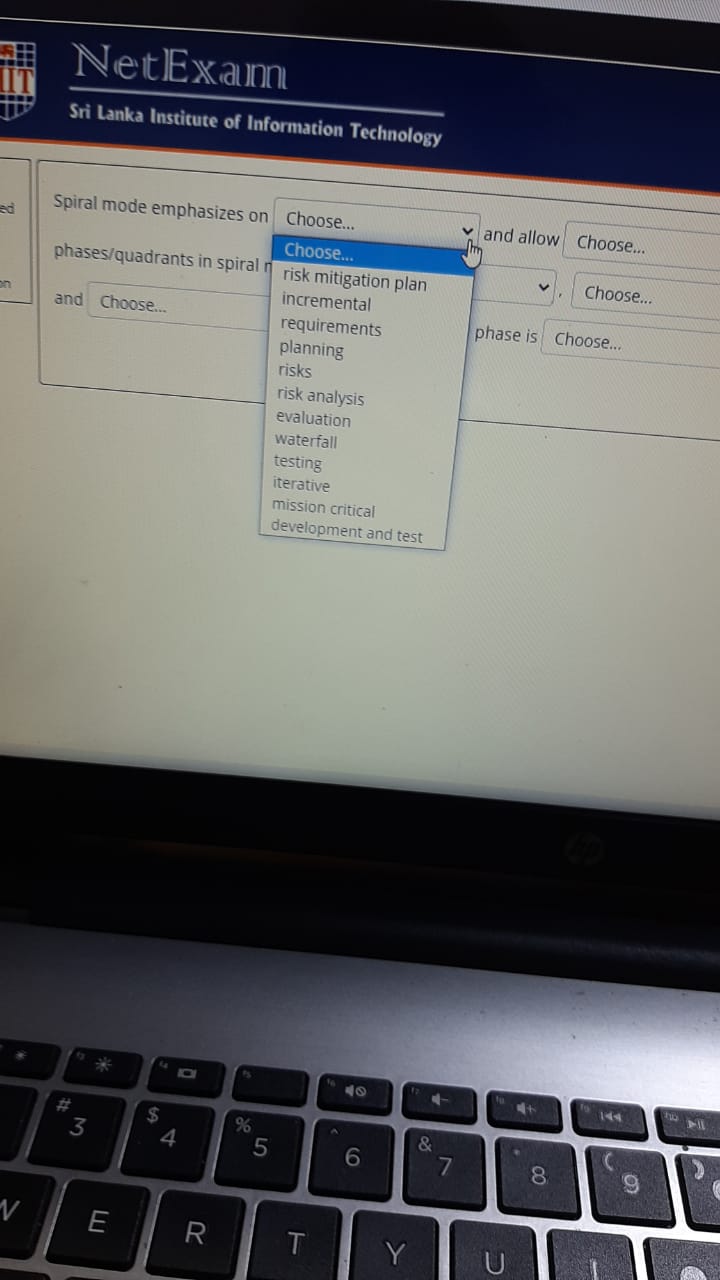 NetExam
IIT
Sri Lanka Institute of Information Technology
ed
on
Spiral mode emphasizes on Choose... and allow Choose...
phases/quadrants in spiral , Choose...
and Choose... phase is Choose...
Choose...
risk mitigation plan
incremental
requirements
planning
risks
risk analysis
evaluation
waterfall
testing
iterative
mission critical
development and test
hp
# 3 $ 4 % 5 ^ 6 & 7 * 8 ( 9 )
W E R T Y U I